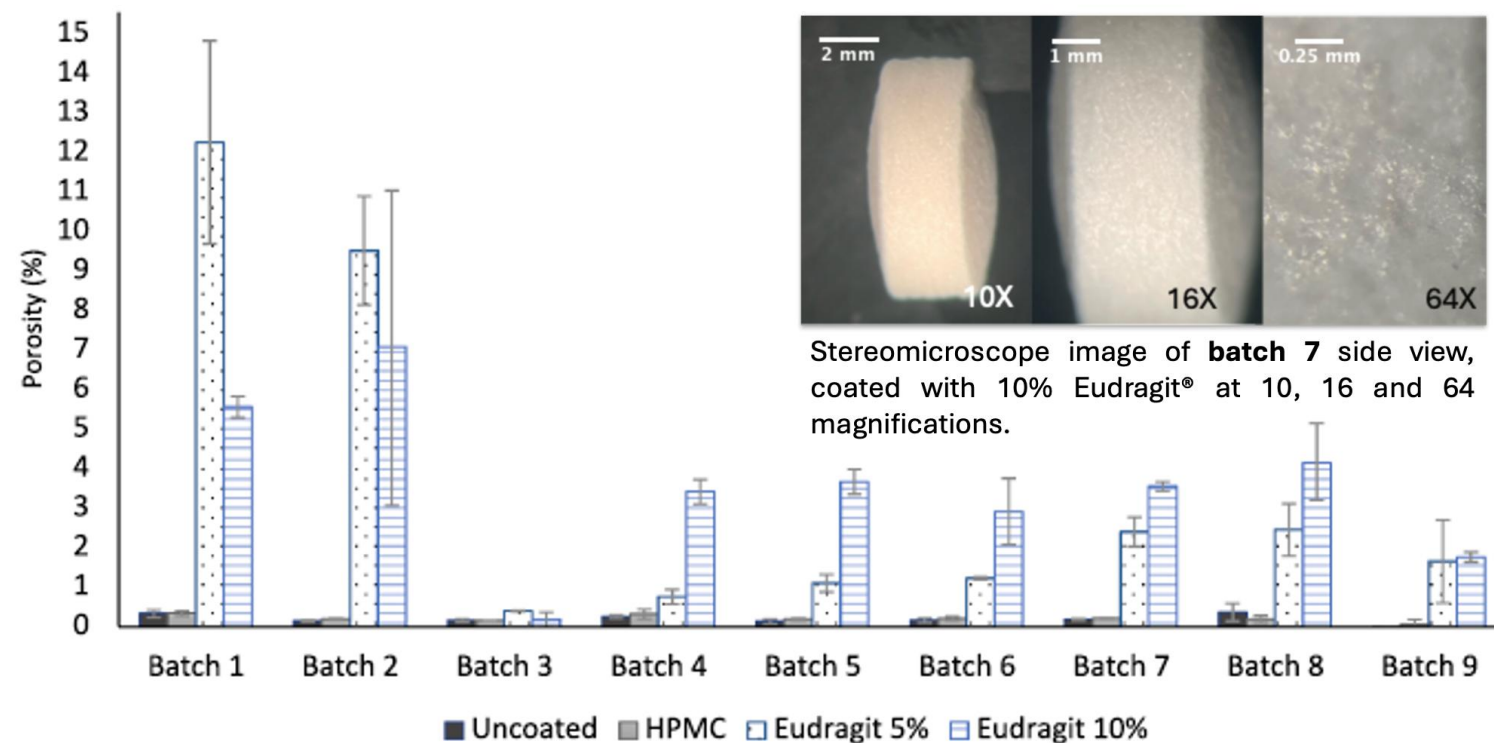 Porosity (%)
15
14
13
12
11
10
9
8
7
6
5
4
3
2
1
0
2 mm
1 mm
0.25 mm
10X
16X
64X
Stereomicroscope image of batch 7 side view,
coated with 10% Eudragit® at 10, 16 and 64
magnifications.
Batch 1
Batch 2
Batch 3
Batch 4
Batch 5
Batch 6
Batch 7
Batch 8
Batch 9
Uncoated
HPMC
Eudragit 5%
Eudragit 10%